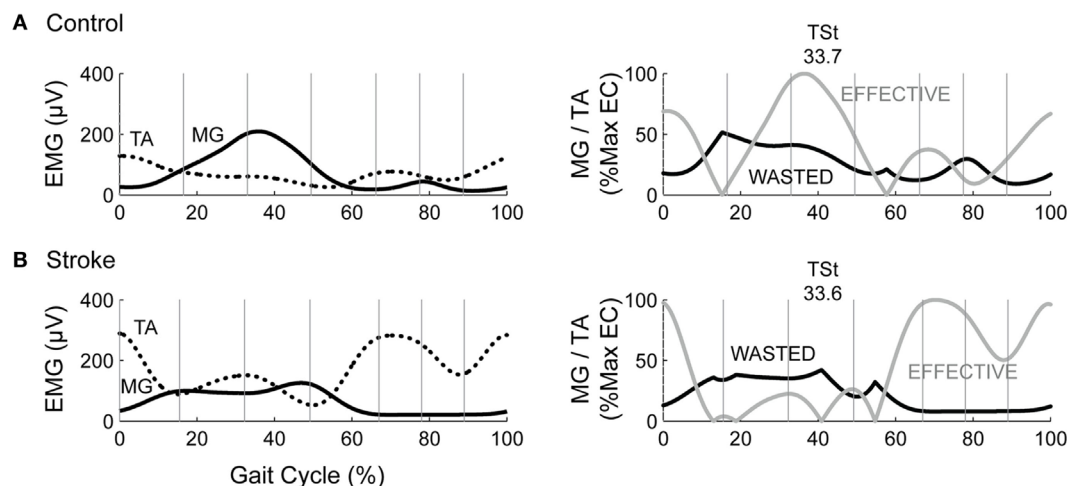 A Control
EMG (µV)
400
200
0
TA
MG
0 20 40 60 80 100
TSt
33.7
MG / TA
(%Max EC)
100
50
0
EFFECTIVE
WASTED
0 20 40 60 80 100
B Stroke
EMG (µV)
400
200
0
TA
MG
0 20 40 60 80 100
Gait Cycle (%)
TSt
33.6
MG / TA
(%Max EC)
100
50
0
WASTED
EFFECTIVE
0 20 40 60 80 100